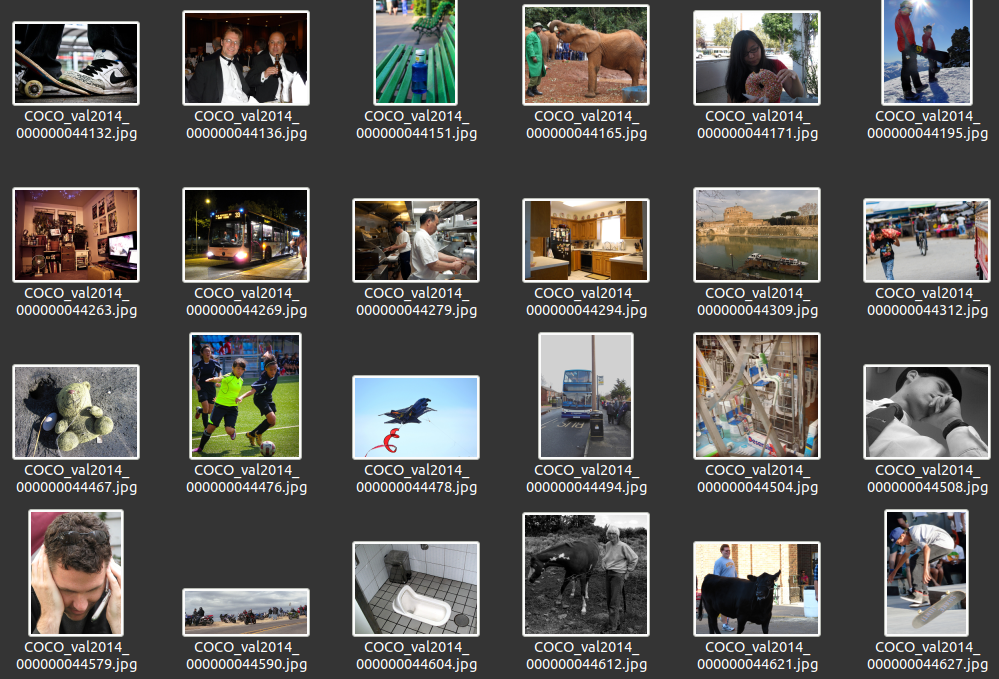 COCO_val2014_
000000044132.jpg
COCO_val2014_
000000044136.jpg
COCO_val2014_
000000044151.jpg
COCO_val2014_
000000044165.jpg
COCO_val2014_
000000044171.jpg
COCO_val2014_
000000044195.jpg
COCO_val2014_
000000044263.jpg
COCO_val2014_
000000044269.jpg
COCO_val2014_
000000044279.jpg
COCO_val2014_
000000044294.jpg
COCO_val2014_
000000044309.jpg
COCO_val2014_
000000044312.jpg
COCO_val2014_
000000044467.jpg
COCO_val2014_
000000044476.jpg
COCO_val2014_
000000044478.jpg
COCO_val2014_
000000044494.jpg
COCO_val2014_
000000044504.jpg
COCO_val2014_
000000044508.jpg
COCO_val2014_
000000044579.jpg
COCO_val2014_
000000044590.jpg
COCO_val2014_
000000044604.jpg
COCO_val2014_
000000044612.jpg
COCO_val2014_
000000044621.jpg
COCO_val2014_
000000044627.jpg